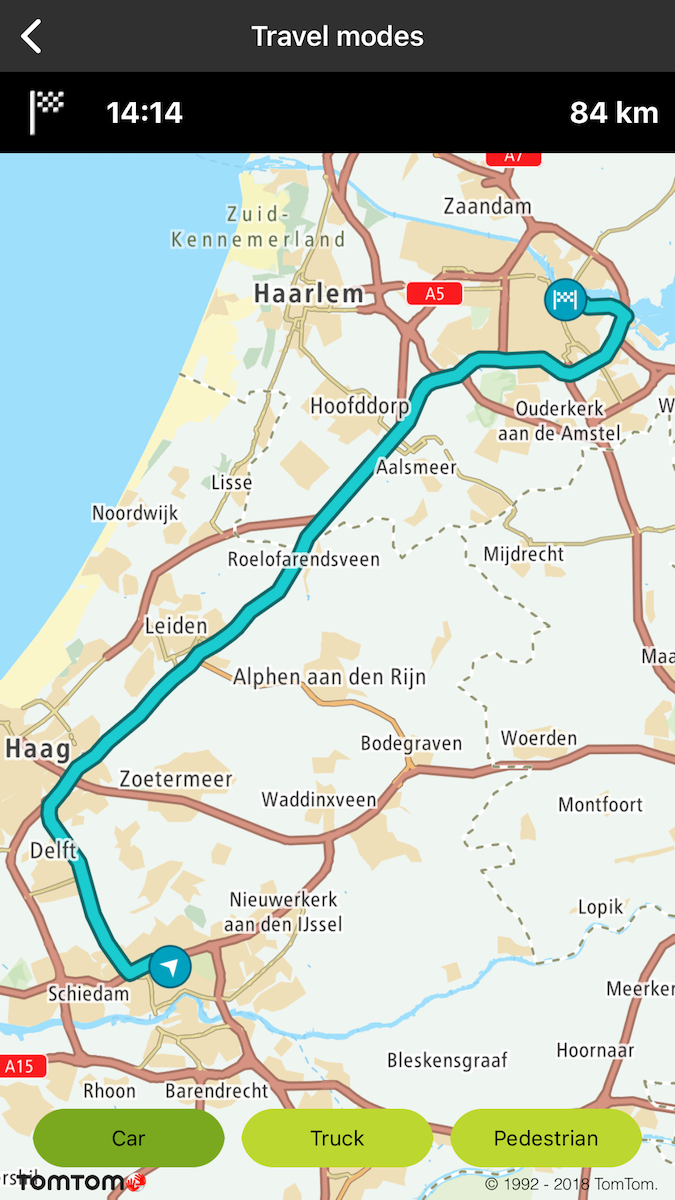 Travel modes
14:14
84 km
A7
Zaandam
Zuid-
Kennemerland
Haarlem
A5
Hoofddorp
Ouderkerk
aan de Amstel
W
Aalsmeer
Lisse
Noordwijk
Roelofarendsveen
Mijdrecht
Leiden
Maa
Alphen aan den Rijn
Haag
Bodegraven
Woerden
Zoetermeer
Waddinxveen
Montfoort
Delft
Nieuwerkerk
aan den IJssel
Lopik
Schiedam
Meerker
Hoornaar
Bleskensgraaf
A15
Rhoon
Barendrecht
Car
Truck
Pedestrian
TomTom
© 1992 - 2018 TomTom.